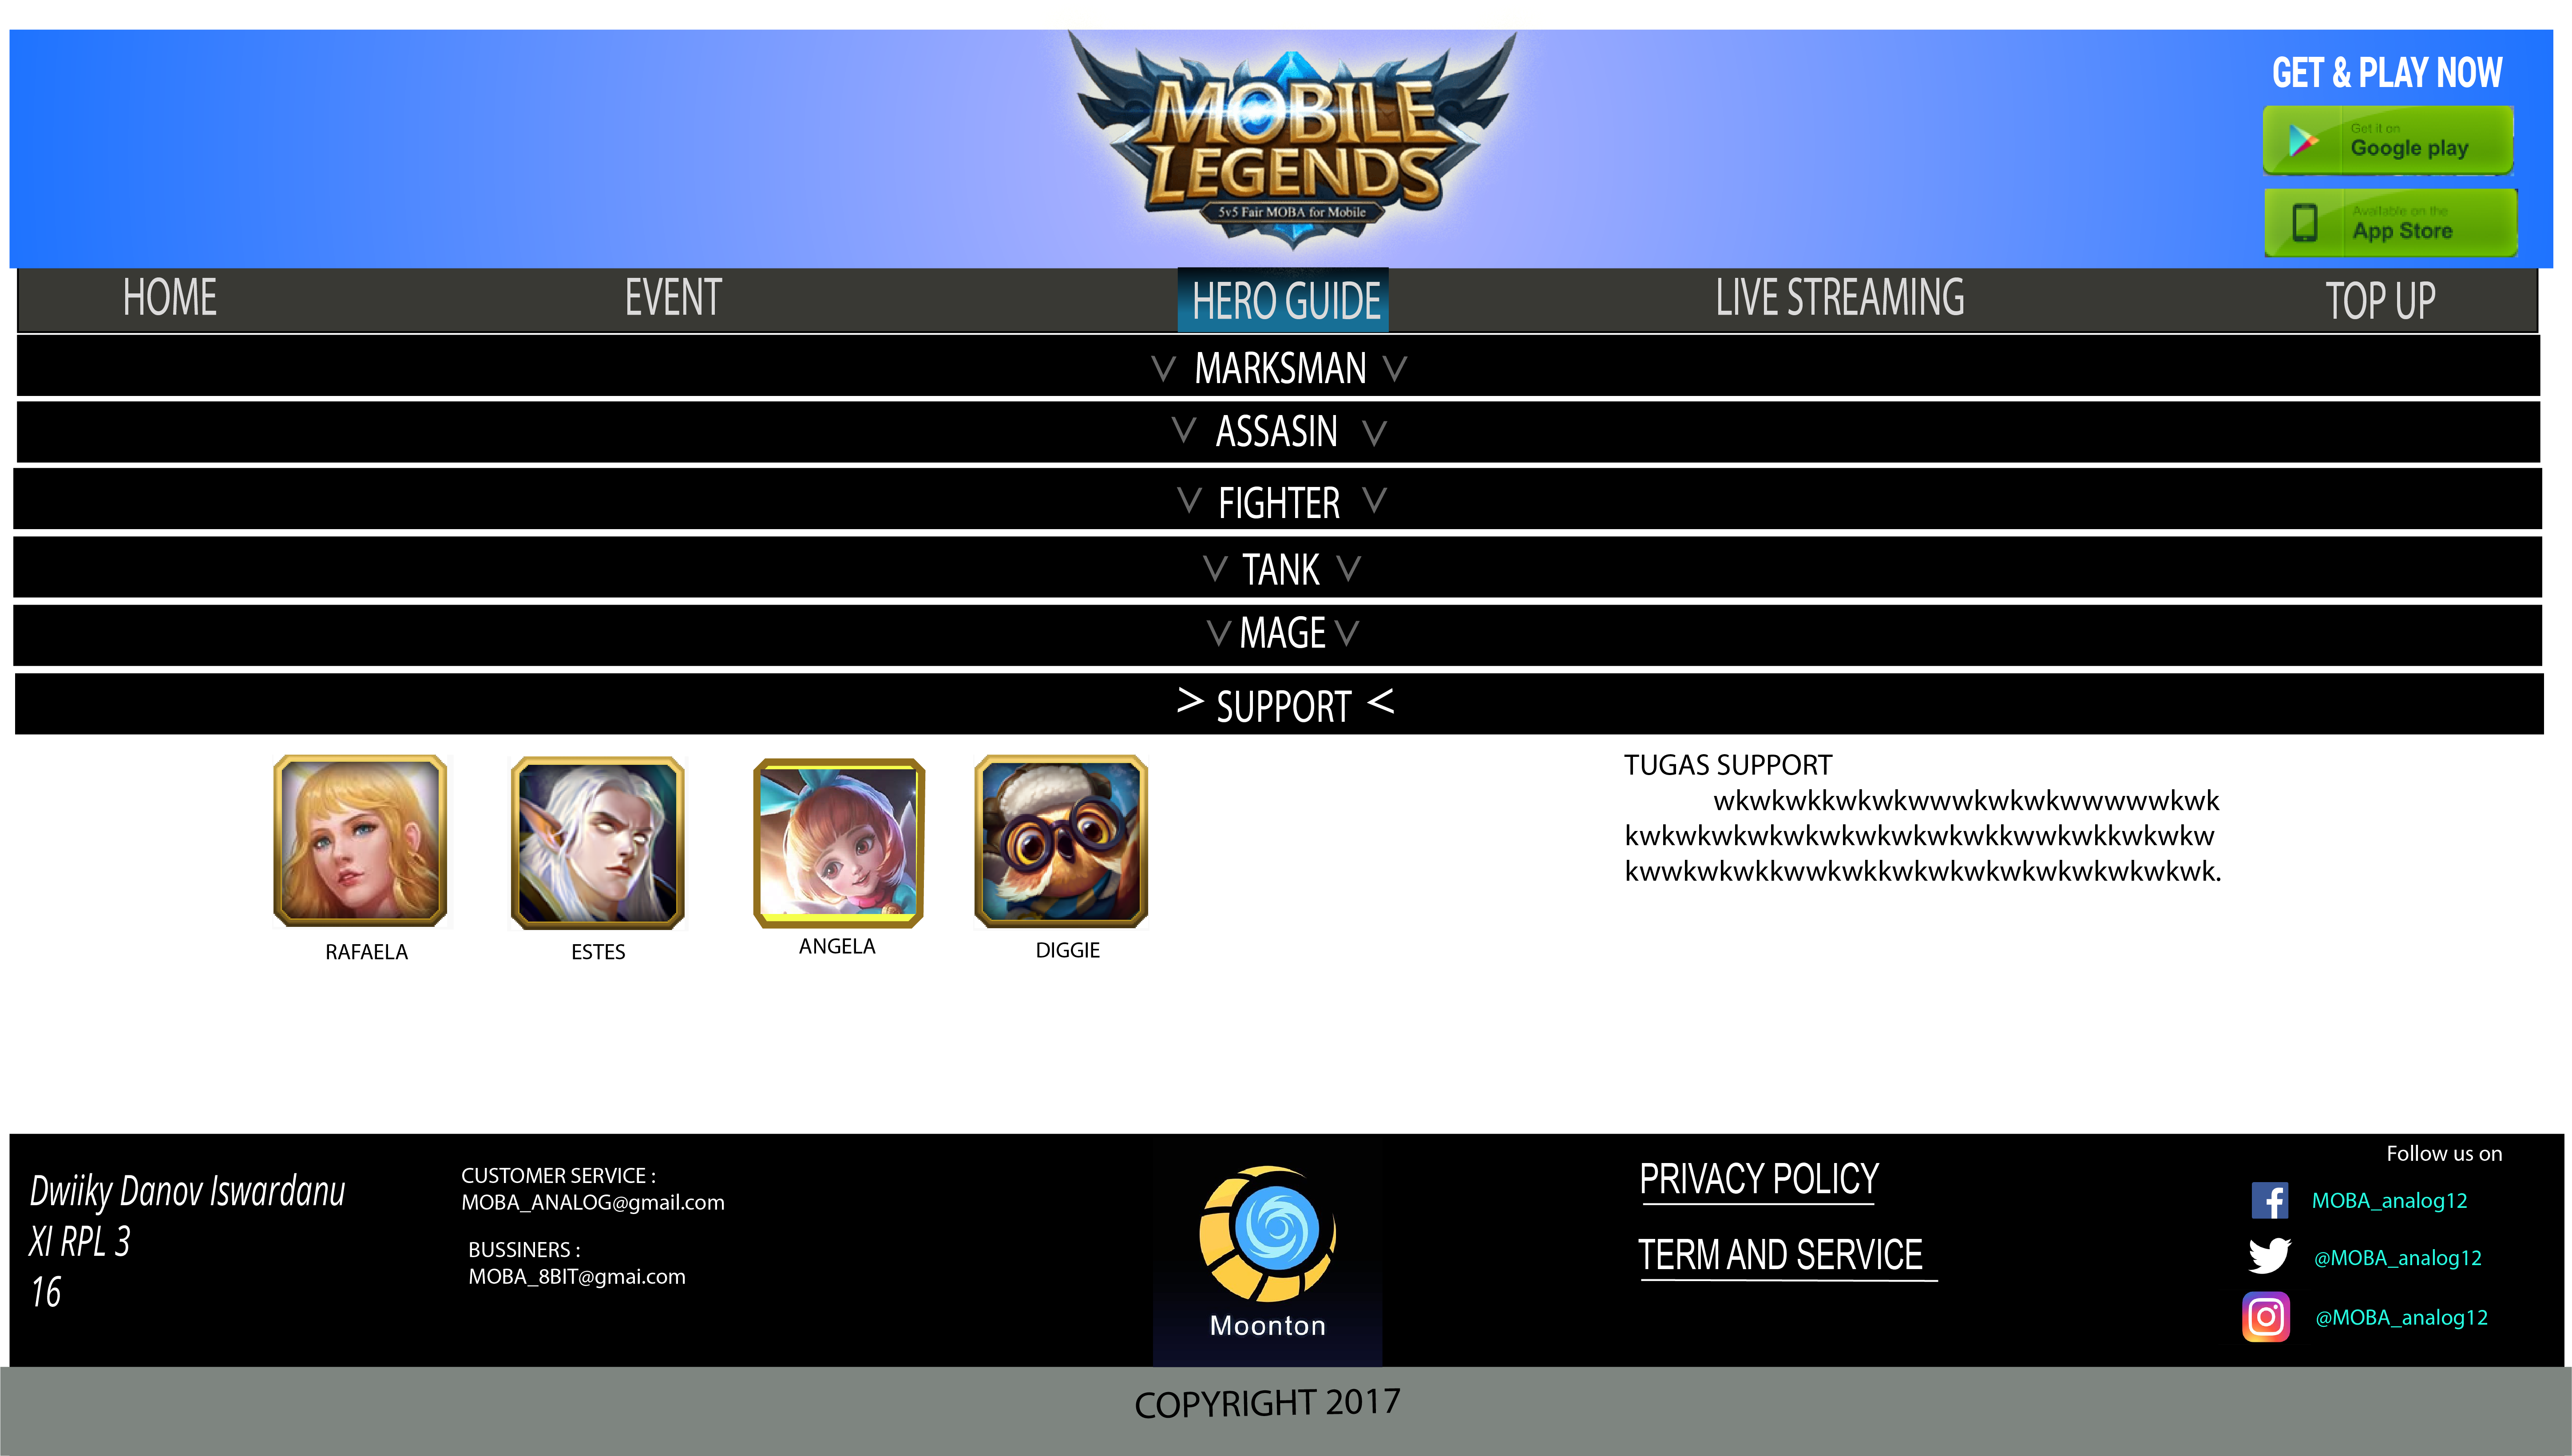 MOBILE
LEGENDS
5v5 Fair MOBA for Mobile
GET & PLAY NOW
Get it on
Google play
Available on the
App Store
HOME EVENT HERO GUIDE LIVE STREAMING TOP UP
V MARKSMAN V
V ASSASIN V
V FIGHTER V
V TANK V
V MAGE V
> SUPPORT <
RAFAELA ESTES ANGELA DIGGIE
TUGAS SUPPORT
wkwkwkkwkwkwwwkwkwkwwwwwkwk
kwkwkwkwkwkwkwkwkwkwkwkkwwkwkkwkwkw
kwwkwkwkkwwkwkkwkwkwkwkwkwkwkwkwkwk.
Dwiiky Danov Iswardanu
XI RPL 3
16
CUSTOMER SERVICE :
MOBA_ANALOG@gmail.com
BUSSINERS :
MOBA_8BIT@gmai.com
Moonton
PRIVACY POLICY
TERM AND SERVICE
Follow us on
MOBA_analog12
@MOBA_analog12
@MOBA_analog12
COPYRIGHT 2017